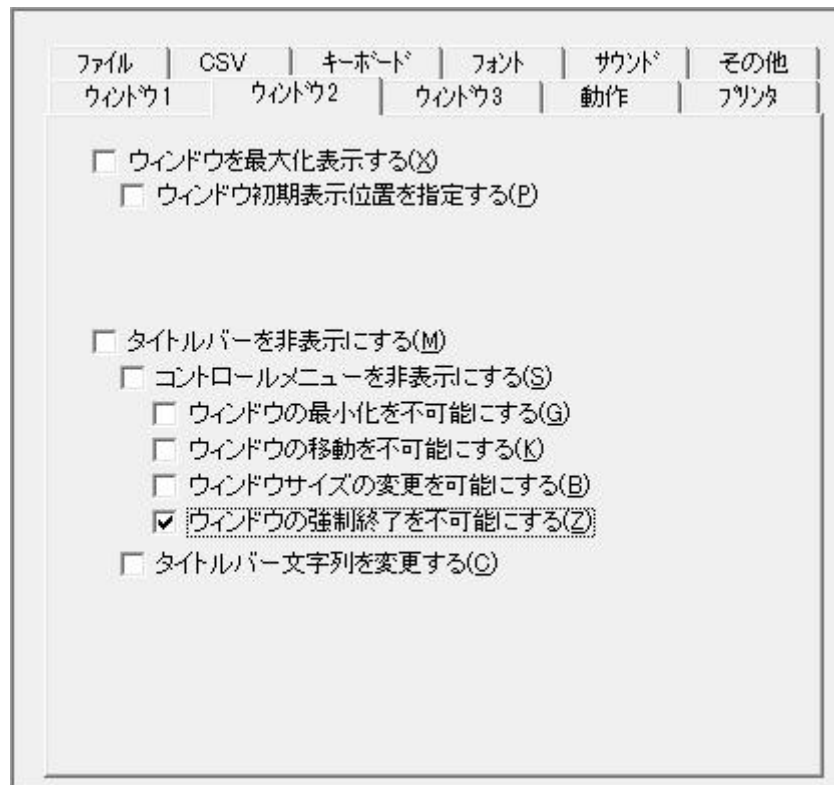 ﾌｧｲﾙ CSV ｷｰﾎﾞｰﾄﾞ ﾌｫﾝﾄ ｻｳﾝﾄﾞ その他
ｳｨﾝﾄﾞｳ1 ｳｨﾝﾄﾞｳ2 ｳｨﾝﾄﾞｳ3 動作 ﾌﾟﾘﾝﾀ
ウィンドウを最大化表示する(X)
ウィンドウ初期表示位置を指定する(P)
タイトルバーを非表示にする(M)
コントロールメニューを非表示にする(S)
ウィンドウの最小化を不可能にする(G)
ウィンドウの移動を不可能にする(K)
ウィンドウサイズの変更を可能にする(B)
ウィンドウの強制終了を不可能にする(Z)
タイトルバー文字列を変更する(C)